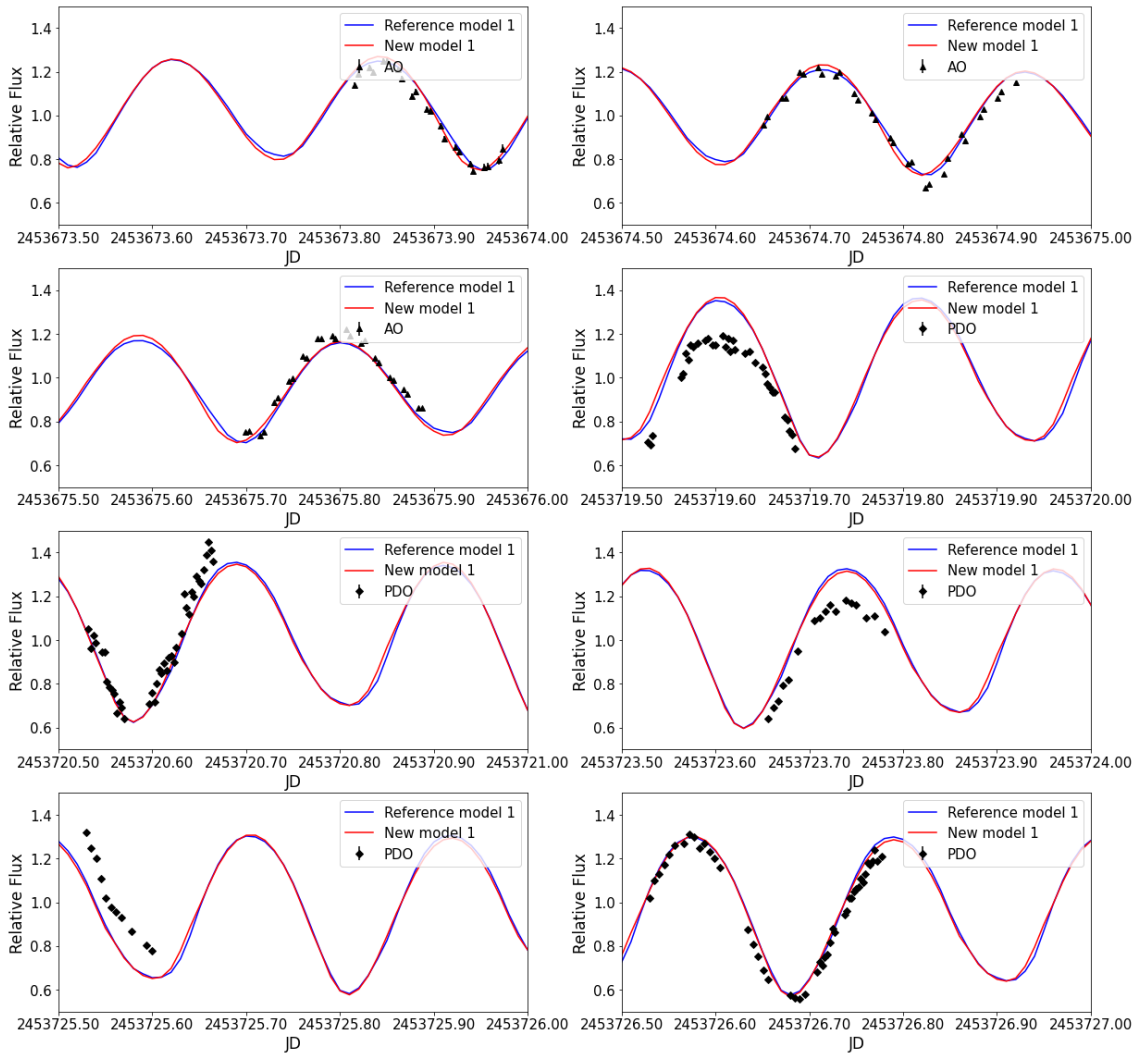 1.4
1.2
1.0
0.8
0.6
Relative Flux
Reference model 1
New model 1
AO
2453673.50 2453673.60 2453673.70 2453673.80 2453673.90 2453674.00
JD
1.4
1.2
1.0
0.8
0.6
Relative Flux
Reference model 1
New model 1
AO
2453674.50 2453674.60 2453674.70 2453674.80 2453674.90 2453675.00
JD
1.4
1.2
1.0
0.8
0.6
Relative Flux
Reference model 1
New model 1
AO
2453675.50 2453675.60 2453675.70 2453675.80 2453675.90 2453676.00
JD
1.4
1.2
1.0
0.8
0.6
Relative Flux
Reference model 1
New model 1
PDO
2453719.50 2453719.60 2453719.70 2453719.80 2453719.90 2453720.00
JD
1.4
1.2
1.0
0.8
0.6
Relative Flux
Reference model 1
New model 1
PDO
2453720.50 2453720.60 2453720.70 2453720.80 2453720.90 2453721.00
JD
1.4
1.2
1.0
0.8
0.6
Relative Flux
Reference model 1
New model 1
PDO
2453723.50 2453723.60 2453723.70 2453723.80 2453723.90 2453724.00
JD
1.4
1.2
1.0
0.8
0.6
Relative Flux
Reference model 1
New model 1
PDO
2453725.50 2453725.60 2453725.70 2453725.80 2453725.90 2453726.00
JD
1.4
1.2
1.0
0.8
0.6
Relative Flux
Reference model 1
New model 1
PDO
2453726.50 2453726.60 2453726.70 2453726.80 2453726.90 2453727.00
JD